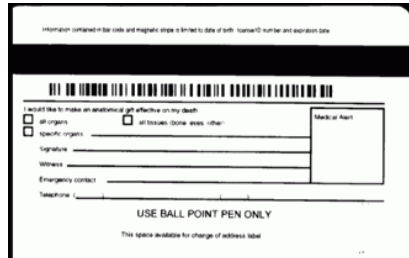 Information contained in bar code and magnetic stripe is limited to date of birth license/ID number and expiration date
I would like to make an anatomical gift effective on my death
all organs all tissues (bone, eyes, other)
specific organs
Medical Alert
Signature
Witness
Emergency contact
Telephone ( )
USE BALL POINT PEN ONLY
This space available for change of address label